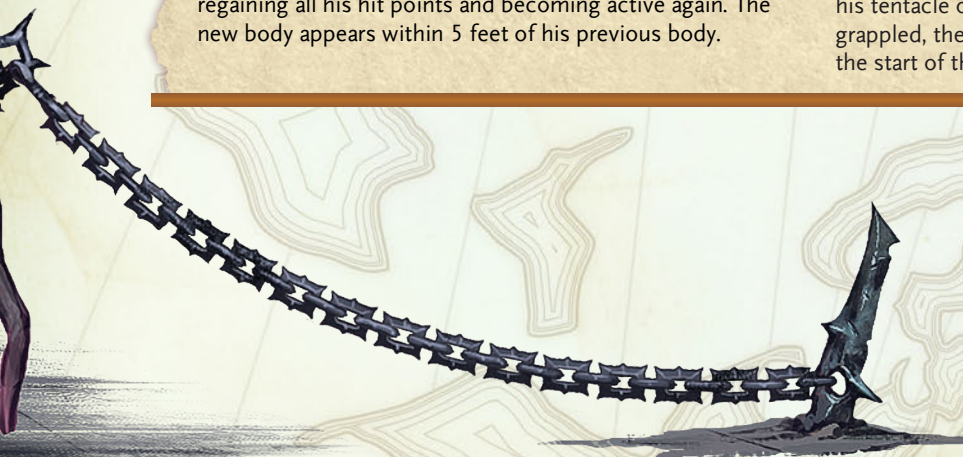 regaining all his hit points and becoming active again. The
new body appears within 5 feet of his previous body.
his tentacle
grappled, the
the start of